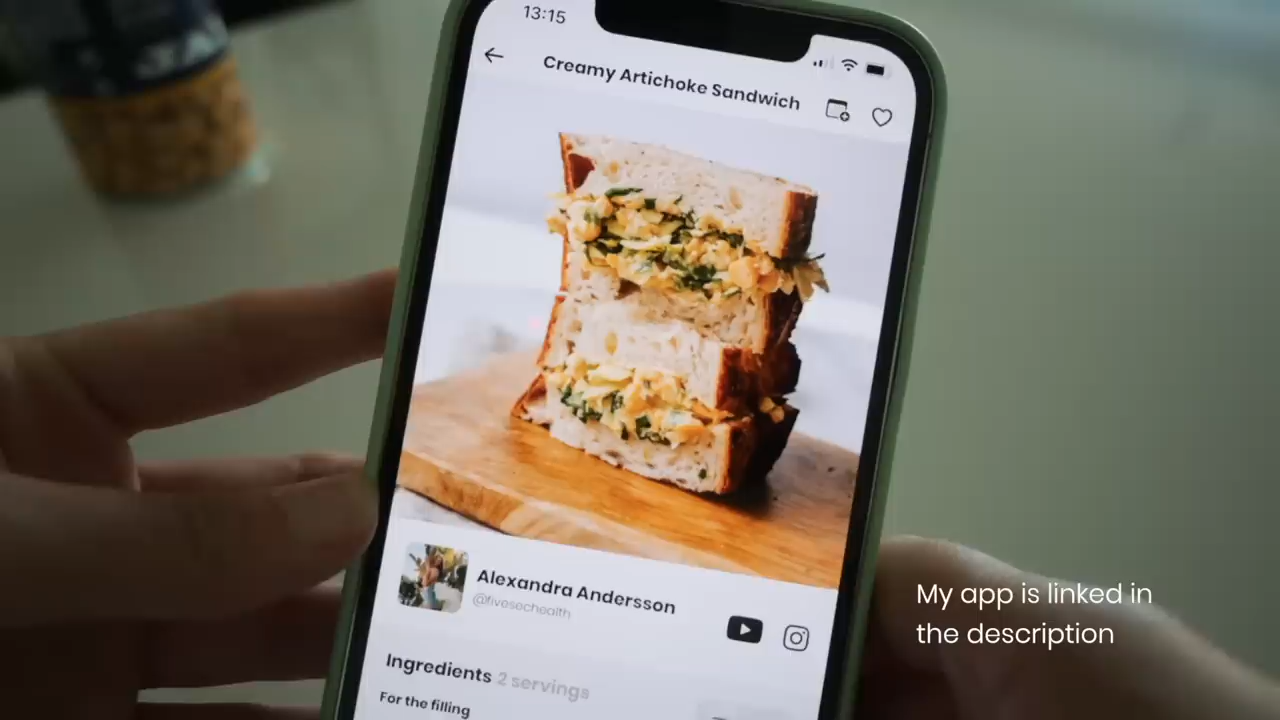 13:15
Creamy Artichoke Sandwich
Alexandra Andersson
@fivesechealth
Ingredients 2 servings
For the filling
My app is linked in
the description